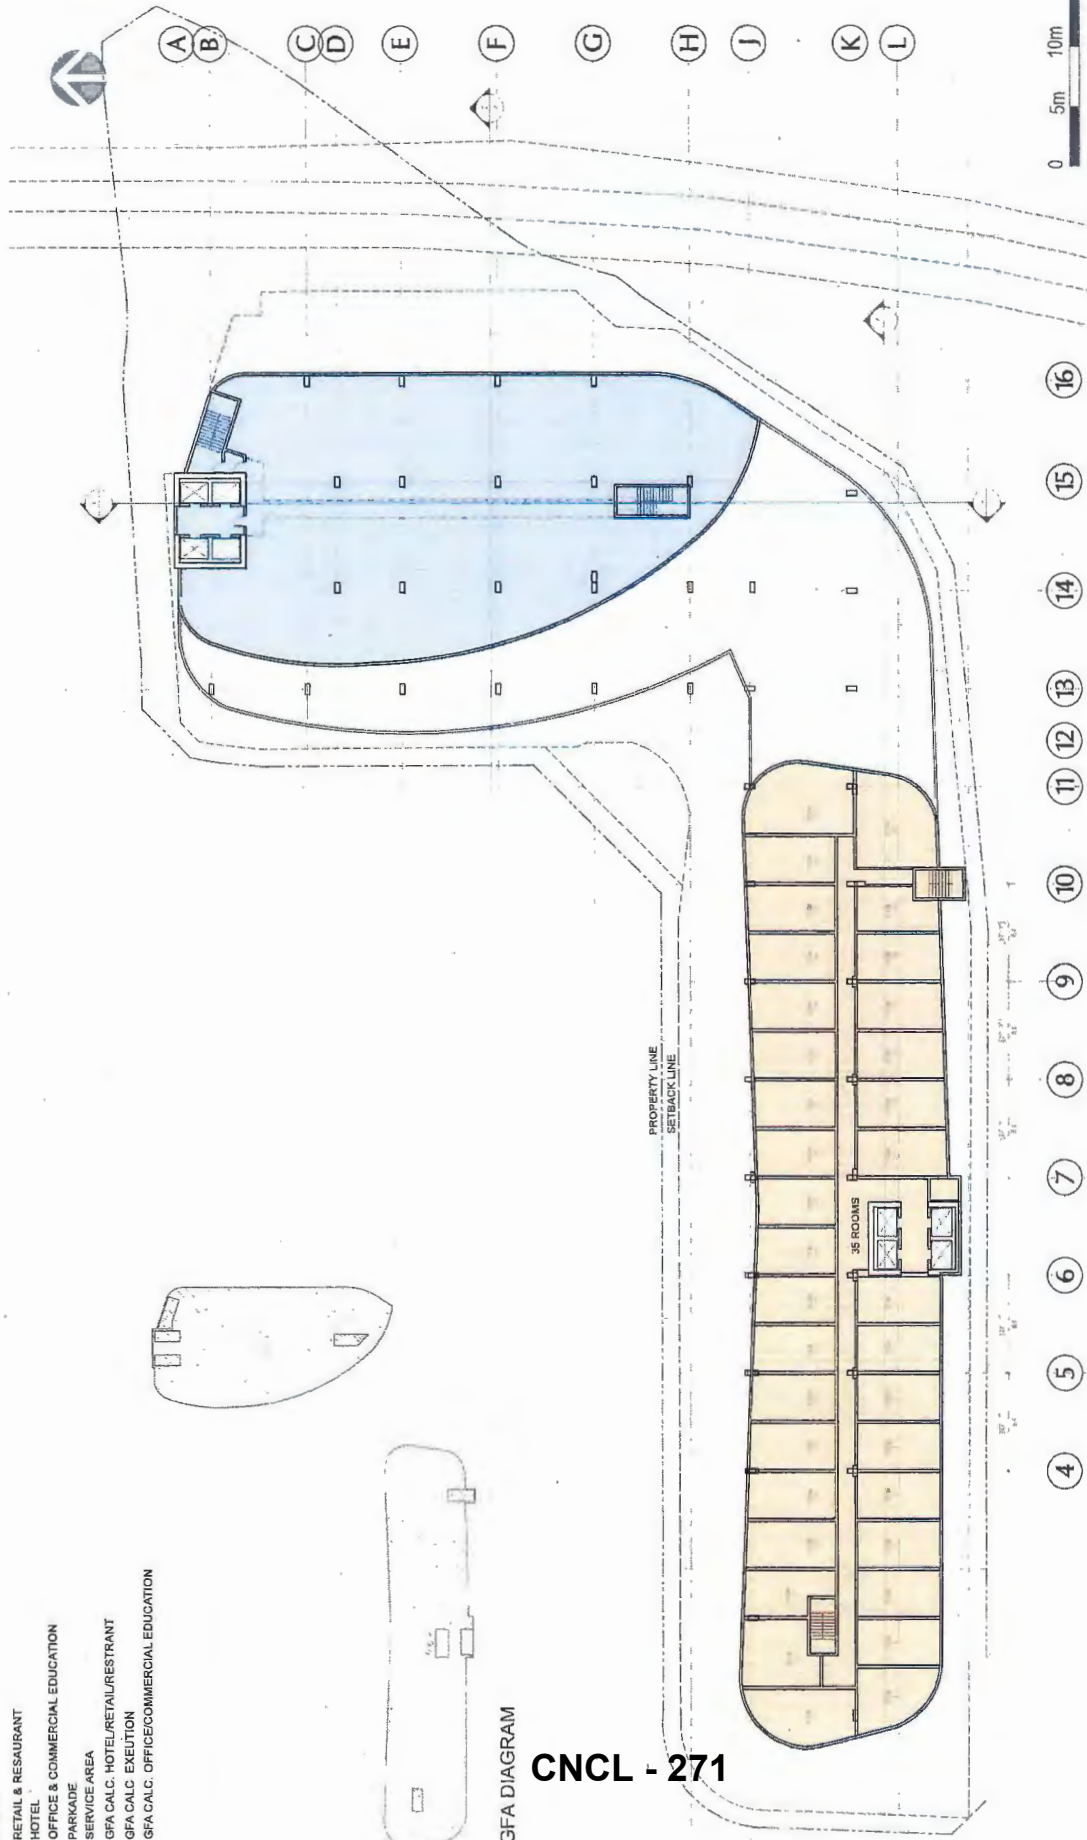 A
B
C
D
E
F
G
H
J
K
L
0
5m
10m
16
15
14
13
12
11
10
9
8
7
6
5
4
PROPERTY LINE
SETBACK LINE
35 ROOMS
RETAIL & RESAURANT
HOTEL
OFFICE & COMMERCIAL EDUCATION
PARKADE
SERVICE AREA
GFA CALC. HOTEL/RETAIL/RESTRANT
GFA CALC EXEUTION
GFA CALC. OFFICE/COMMERCIAL EDUCATION
GFA DIAGRAM
CNCL - 271